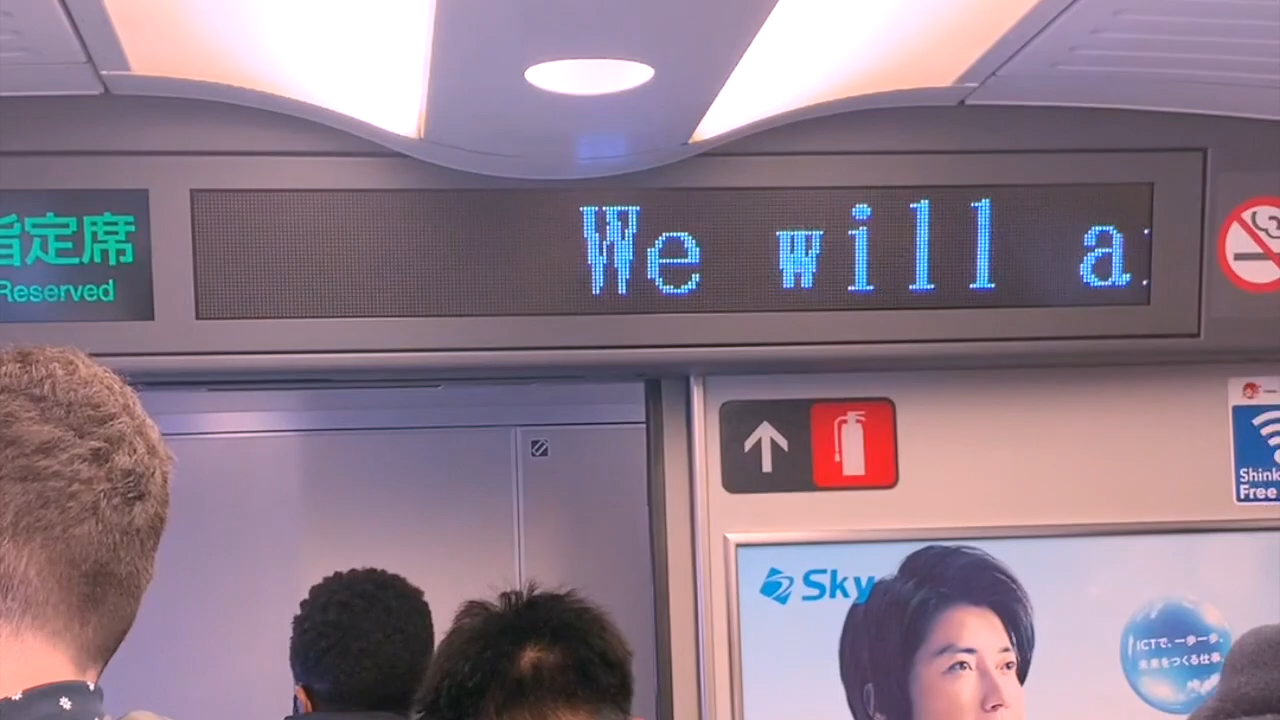 指定席
Reserved
We will a
Shink
Free
Sky
ICTで、一歩一歩、
未来をつくる仕事。